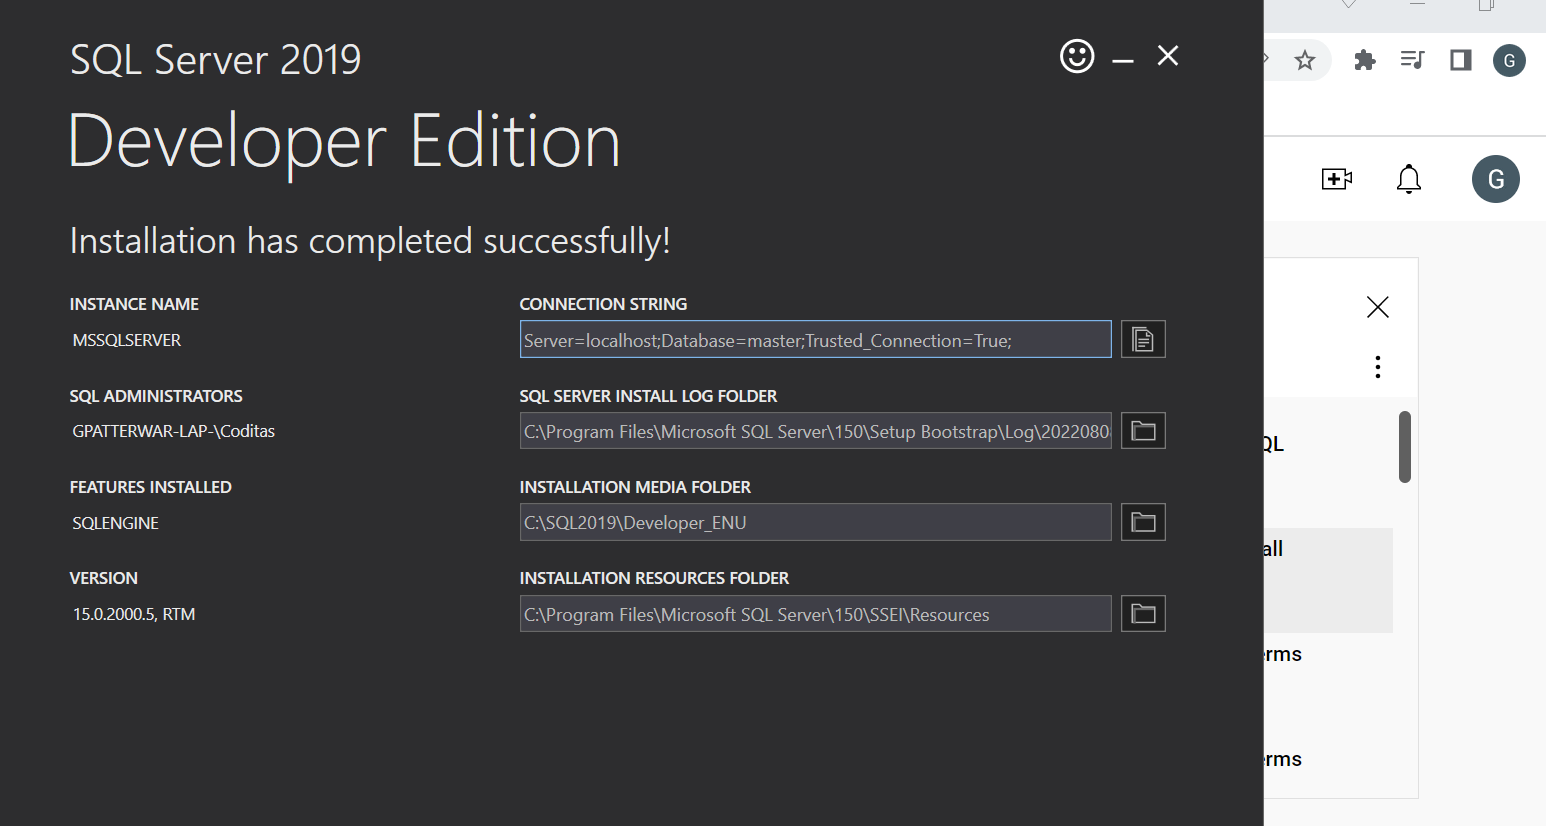 SQL Server 2019
Developer Edition
Installation has completed successfully!
INSTANCE NAME
MSSQLSERVER
CONNECTION STRING
Server=localhost;Database=master;Trusted_Connection=True;
SQL ADMINISTRATORS
GPATTERWAR-LAP-\Coditas
SQL SERVER INSTALL LOG FOLDER
C:\Program Files\Microsoft SQL Server\150\Setup Bootstrap\Log\2022080
FEATURES INSTALLED
SQLENGINE
INSTALLATION MEDIA FOLDER
C:\SQL2019\Developer_ENU
VERSION
15.0.2000.5, RTM
INSTALLATION RESOURCES FOLDER
C:\Program Files\Microsoft SQL Server\150\SSEI\Resources
G
G
QL
all
erms
erms